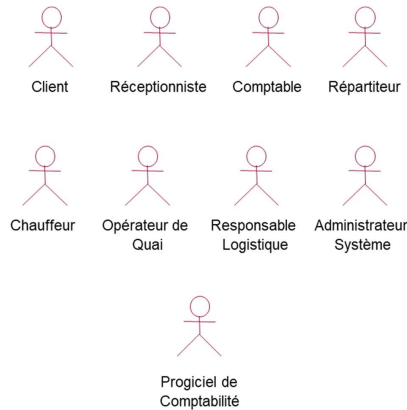 Client Réceptionniste Comptable Répartiteur
Chauffeur Opérateur de Quai Responsable Logistique Administrateur Système
Progiciel de
Comptabilité